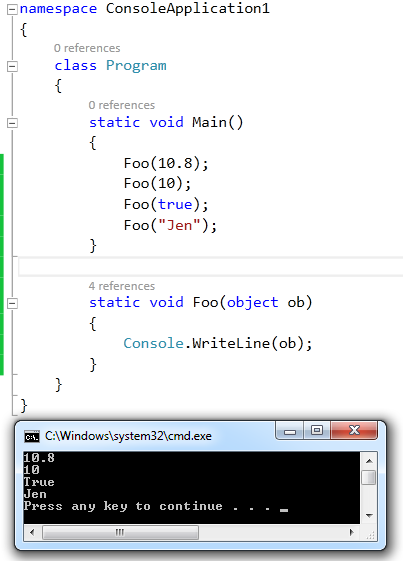 namespace ConsoleApplication1
{
0 references
class Program
{
0 references
static void Main()
{
Foo(10.8);
Foo(10);
Foo(true);
Foo("Jen");
}
4 references
static void Foo(object ob)
{
Console.WriteLine(ob);
}
}
}
C:\Windows\system32\cmd.exe
10.8
10
True
Jen
Press any key to continue . . . _